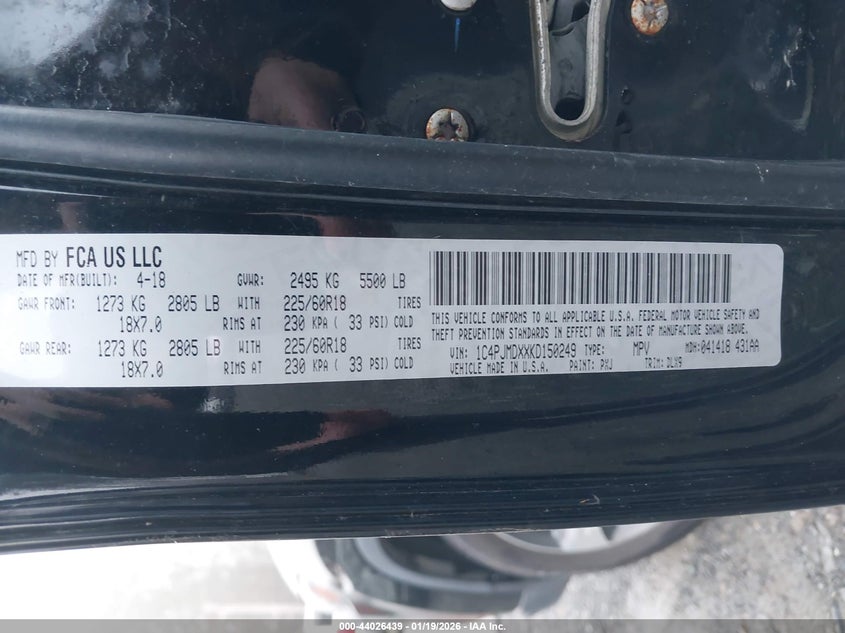 MFD BY FCA US LLC
DATE OF MFR(BUILT): 4-18 GVWR: 2495 KG 5500 LB
GAWR FRONT: 1273 KG 2805 LB WITH 225/60R18 TIRES
18X7.0 RIMS AT 230 KPA ( 33 PSI) COLD
GAWR REAR: 1273 KG 2805 LB WITH 225/60R18 TIRES
18X7.0 RIMS AT 230 KPA ( 33 PSI) COLD
THIS VEHICLE CONFORMS TO ALL APPLICABLE U.S.A. FEDERAL MOTOR VEHICLE SAFETY AND
THEFT PREVENTION STANDARDS IN EFFECT ON THE DATE OF MANUFACTURE SHOWN ABOVE.
VIN: 1C4PJMDXXKD150249 TYPE: MPV MDH: 041418 431AA
VEHICLE MADE IN U.S.A. PAINT: PXJ TRIM: DLX9
000-44026439 - 01/19/2026 - IAA Inc.